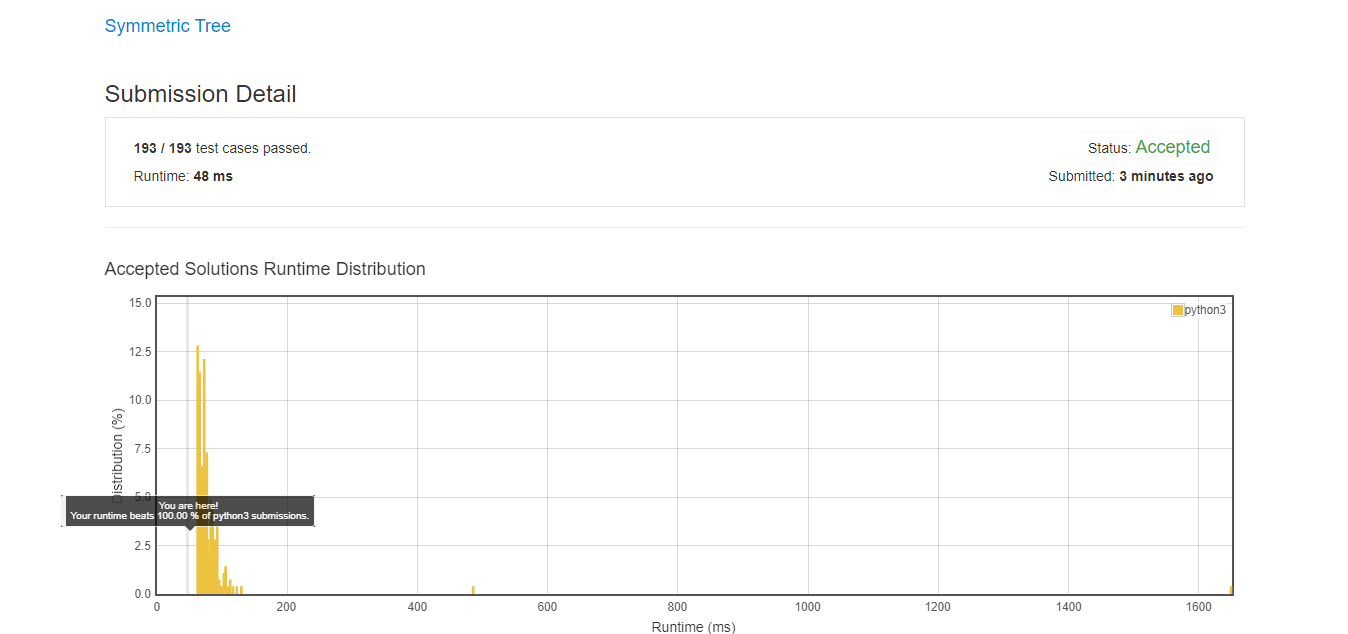 Symmetric Tree
Submission Detail
193 / 193 test cases passed.
Status: Accepted
Runtime: 48 ms
Submitted: 3 minutes ago
Accepted Solutions Runtime Distribution
15.0
12.5
10.0
7.5
5.0
2.5
0.0
Distribution (%)
python3
You are here!
Your runtime beats 100.00 % of python3 submissions.
0
200
400
600
800
1000
1200
1400
1600
Runtime (ms)